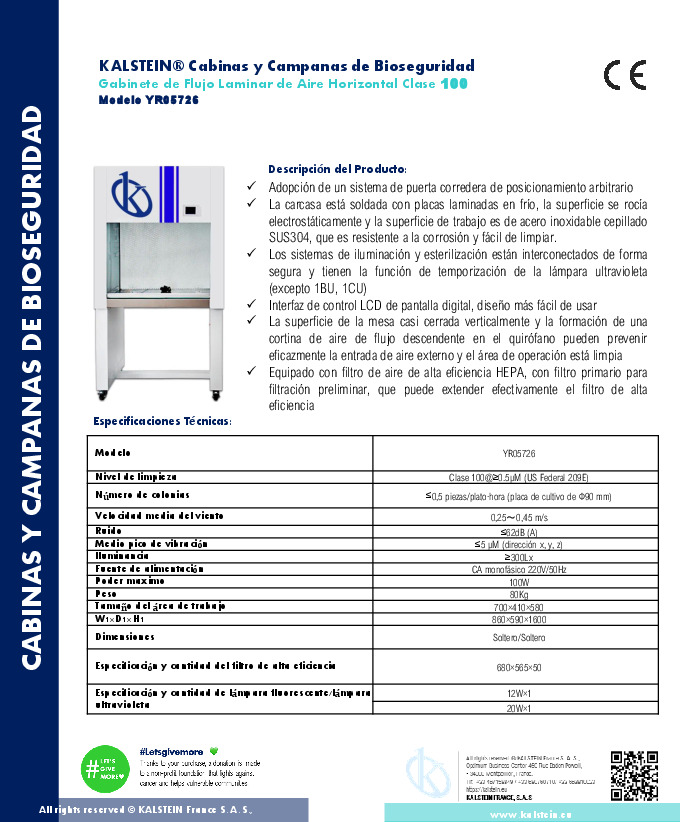 CABINAS Y CAMPANAS DE BIOSEGURIDAD
KALSTEIN® Cabinas y Campanas de Bioseguridad
Gabinete de Flujo Laminar de Aire Horizontal Clase 100
Modelo YR05726
CE
Descripción del Producto:
✓ Adopción de un sistema de puerta corredera de posicionamiento arbitrario
✓ La carcasa está soldada con placas laminadas en frío, la superficie se rocía
electrostáticamente y la superficie de trabajo es de acero inoxidable cepillado
SUS304, que es resistente a la corrosión y fácil de limpiar.
✓ Los sistemas de iluminación y esterilización están interconectados de forma
segura y tienen la función de temporización de la lámpara ultravioleta
(excepto 1BU, 1CU)
✓ Interfaz de control LCD de pantalla digital, diseño más fácil de usar
✓ La superficie de la mesa casi cerrada verticalmente y la formación de una
cortina de aire de flujo descendente en el quirófano pueden prevenir
eficazmente la entrada de aire externo y el área de operación está limpia
✓ Equipado con filtro de aire de alta eficiencia HEPA, con filtro primario para
filtración preliminar, que puede extender efectivamente el filtro de alta
eficiencia
Especificaciones Técnicas:
Modelo YR05726
Nivel de limpieza Clase 100@≥0.5μM (US Federal 209E)
Número de colonias ≤0,5 piezas/plato·hora (placa de cultivo de Φ90 mm)
Velocidad media del viento 0,25～0,45 m/s
Ruido ≤62dB (A)
Medio pico de vibración ≤5 μM (dirección x, y, z)
Iluminancia ≥300Lx
Fuente de alimentación CA monofásico 220V/50Hz
Poder maximo 100W
Peso 80Kg
Tamaño del área de trabajo 700×410×580
W1×D1×H1 860×590×1600
Dimensiones Soltero/Soltero
Especificación y cantidad del filtro de alta eficiencia 680×565×50
Especificación y cantidad de lámpara fluorescente/lámpara
ultravioleta
12W×1
20W×1
#LET'S
GIVE
MORE
#Letsgivemore
Thanks to your purchase, a donation is made
to a non-profit foundation that fights against
cancer and helps vulnerable communities
All rights reserved © KALSTEIN France S. A. S.,
KALSTEIN FRANCE, S.A.S
All rights reserved © KALSTEIN France S. A. S.,
www.kalstein.eu